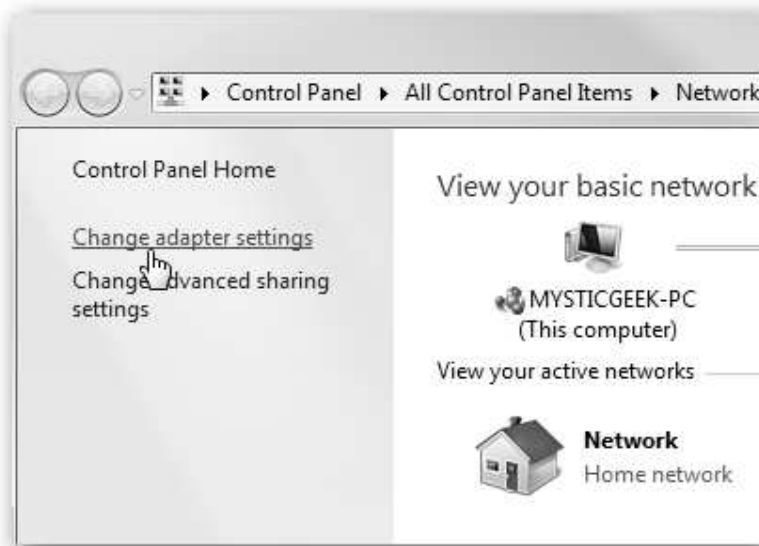 Control Panel ▸ All Control Panel Items ▸ Network
Control Panel Home
Change adapter settings
Change advanced sharing
settings
View your basic network
MYSTICGEEK-PC
(This computer)
View your active networks
Network
Home network